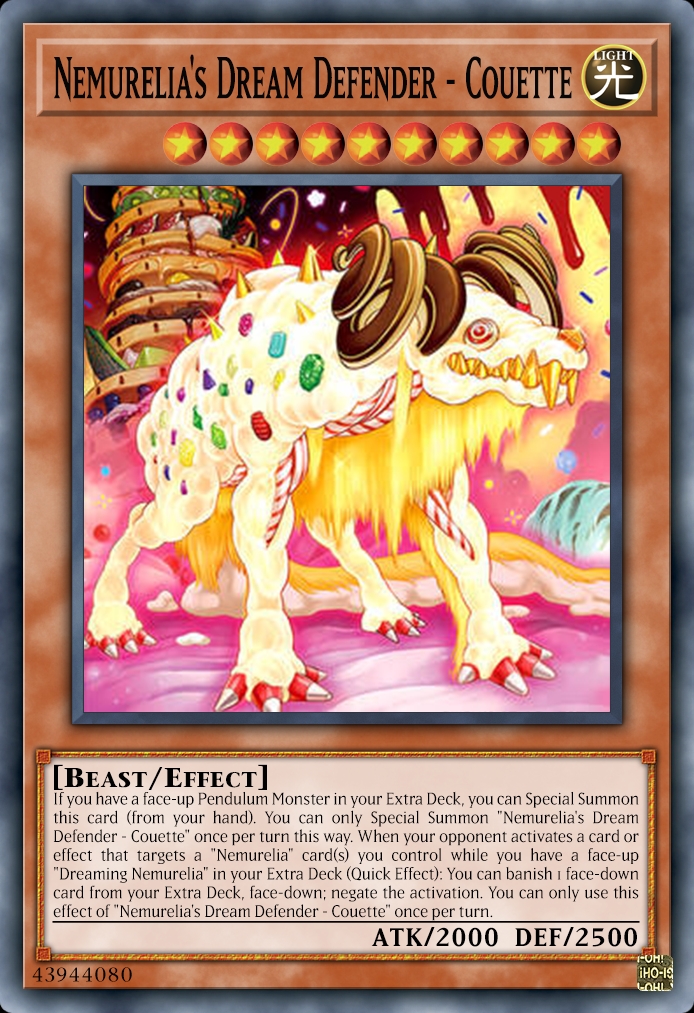 Nemurelia's Dream Defender - Couette
LIGHT
光
[Beast/Effect]
If you have a face-up Pendulum Monster in your Extra Deck, you can Special Summon
this card (from your hand). You can only Special Summon "Nemurelia's Dream
Defender - Couette" once per turn this way. When your opponent activates a card or
effect that targets a "Nemurelia" card(s) you control while you have a face-up
"Dreaming Nemurelia" in your Extra Deck (Quick Effect): You can banish 1 face-down
card from your Extra Deck, face-down; negate the activation. You can only use this
effect of "Nemurelia's Dream Defender - Couette" once per turn.
ATK/2000 DEF/2500
43944080